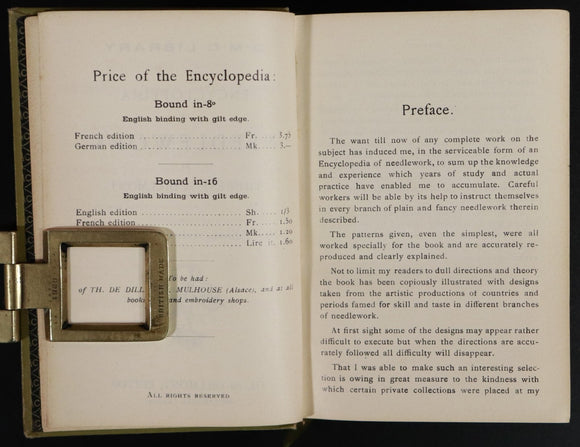 Price of the Encyclopedia:
Bound in-8º
English binding with gilt edge.
French edition . . . . . . . . . . . . . . . . . . Fr. . . . . 3.75
German edition . . . . . . . . . . . . . . . . . . Mk. . . . . 3.—
Bound in-16
English binding with gilt edge.
English edition . . . . . . . . . . . . . . . . . . Sh. . . . . 1/3
French edition . . . . . . . . . . . . . . . . . . Fr. . . . . 1.50
Mk. . . . . 1.20
Lire it. 1.60
To be had:
of TH. DE DILL MULHOUSE (Alsace), and at all
book and embroidery shops.
ALL RIGHTS RESERVED
BRITISH MADE
Preface.
The want till now of any complete work on the
subject has induced me, in the serviceable form of an
Encyclopedia of needlework, to sum up the knowledge
and experience which years of study and actual
practice have enabled me to accumulate. Careful
workers will be able by its help to instruct themselves
in every branch of plain and fancy needlework therein
described.
The patterns given, even the simplest, were all
worked specially for the book and are accurately re-
produced and clearly explained.
Not to limit my readers to dull directions and theory
the book has been copiously illustrated with designs
taken from the artistic productions of countries and
periods famed for skill and taste in different branches
of needlework.
At first sight some of the designs may appear rather
difficult to execute but when the directions are accu-
rately followed all difficulty will disappear.
That I was able to make such an interesting selec-
tion is owing in great measure to the kindness with
which certain private collections were placed at my